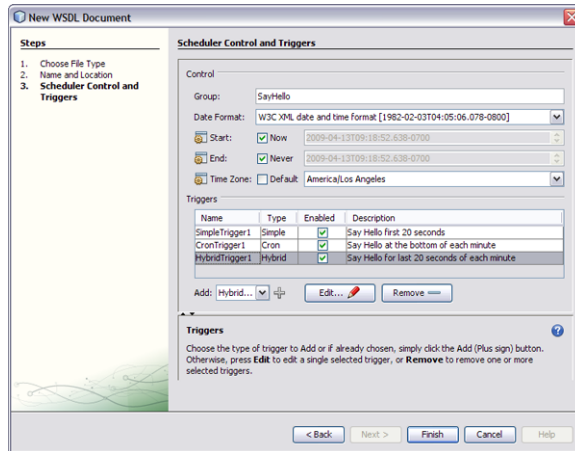 New WSDL Document
Steps
1. Choose File Type
2. Name and Location
3. Scheduler Control and
Triggers
Scheduler Control and Triggers
Control
Group: SayHello
Date Format: W3C XML date and time format [1982-02-03T04:05:06.078-0800]
Start: Now 2009-04-13T09:18:52.638-0700
End: Never 2009-04-13T09:18:52.638-0700
Time Zone: Default America/Los Angeles
Triggers
Name Type Enabled Description
SimpleTrigger1 Simple Say Hello first 20 seconds
CronTrigger1 Cron Say Hello at the bottom of each minute
HybridTrigger1 Hybrid Say Hello for last 20 seconds of each minute
Add: Hybrid... Edit... Remove
Triggers
Choose the type of trigger to Add or if already chosen, simply click the Add (Plus sign) button.
Otherwise, press Edit to edit a single selected trigger, or Remove to remove one or more
selected triggers.
< Back Next > Finish Cancel Help